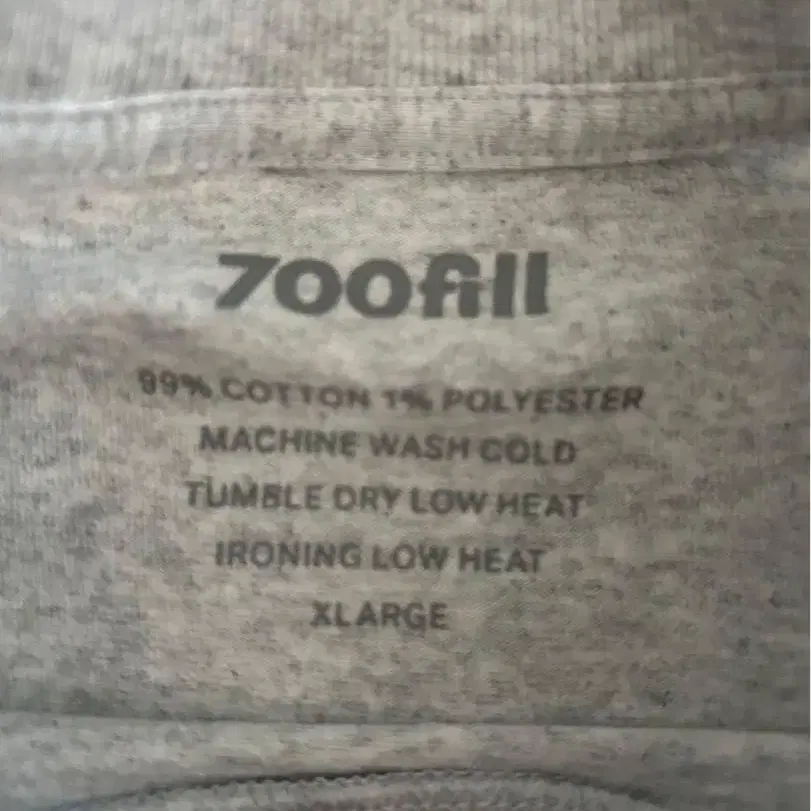 700fill
99% COTTON 1% POLYESTER
MACHINE WASH COLD
TUMBLE DRY LOW HEAT
IRONING LOW HEAT
XLARGE